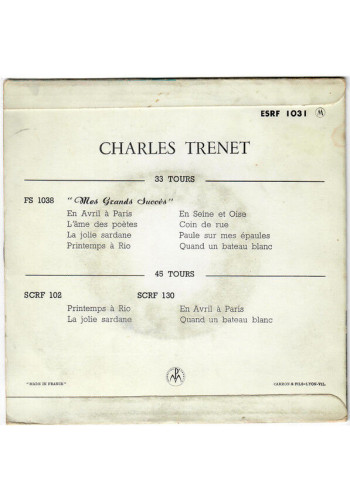 ESRF 1031 M
CHARLES TRENET
33 TOURS
FS 1038 "Mes Grands Succès"
En Avril à Paris En Seine et Oise
L'âme des poètes Coin de rue
La jolie sardane Paule sur mes épaules
Printemps à Rio Quand un bateau blanc
45 TOURS
SCRF 102 SCRF 130
Printemps à Rio En Avril à Paris
La jolie sardane Quand un bateau blanc
"MADE IN FRANCE" & FILS-LYON-VIL.